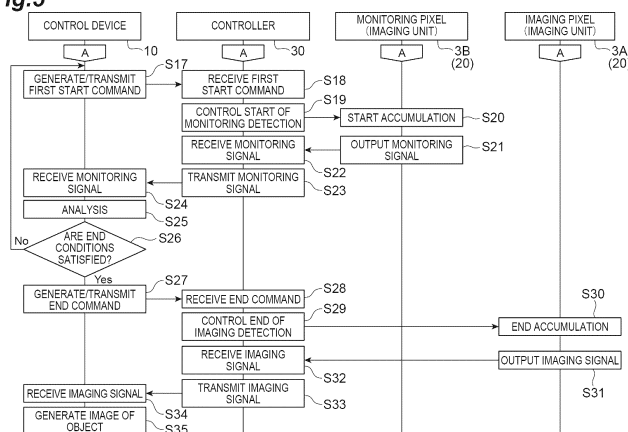 CONTROL DEVICE
CONTROLLER
MONITORING PIXEL
(IMAGING UNIT)
IMAGING PIXEL
(IMAGING UNIT)
A
10
A
30
A
3B
(20)
A
3A
(20
S17
GENERATE/TRANSMIT
FIRST START COMMAND
RECEIVE FIRST
START COMMAND
S18
S19
CONTROL START OF
MONITORING DETECTION
START ACCUMULATION
S20
RECEIVE MONITORING
SIGNAL
OUTPUT MONITORING
SIGNAL
S21
S22
RECEIVE MONITORING
SIGNAL
TRANSMIT MONITORING
SIGNAL
S23
S24
ANALYSIS
S25
No
ARE END
CONDITIONS
SATISFIED?
S26
Yes
S27
GENERATE/TRANSMIT
END COMMAND
RECEIVE END COMMAND
S28
S29
CONTROL END OF
IMAGING DETECTION
S30
END ACCUMULATION
RECEIVE IMAGING
SIGNAL
OUTPUT IMAGING SIGNAL
S32
S31
RECEIVE IMAGING SIGNAL
TRANSMIT IMAGING
SIGNAL
S33
S34
GENERATE IMAGE OF
OBJECT
S35